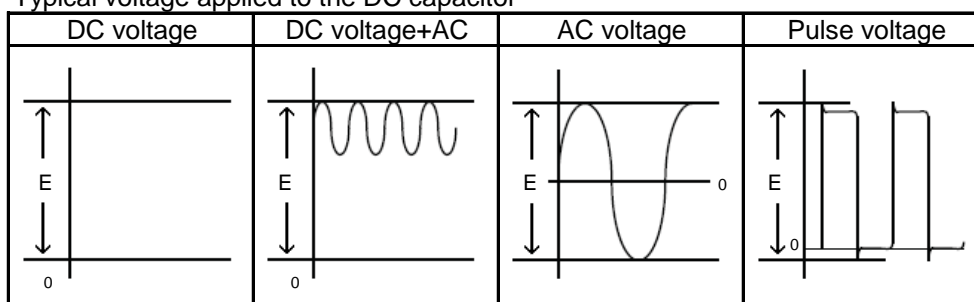 Typical voltage applied to the DC capacitor
DC voltage DC voltage+AC AC voltage Pulse voltage
E E E 0 E 0
0 0